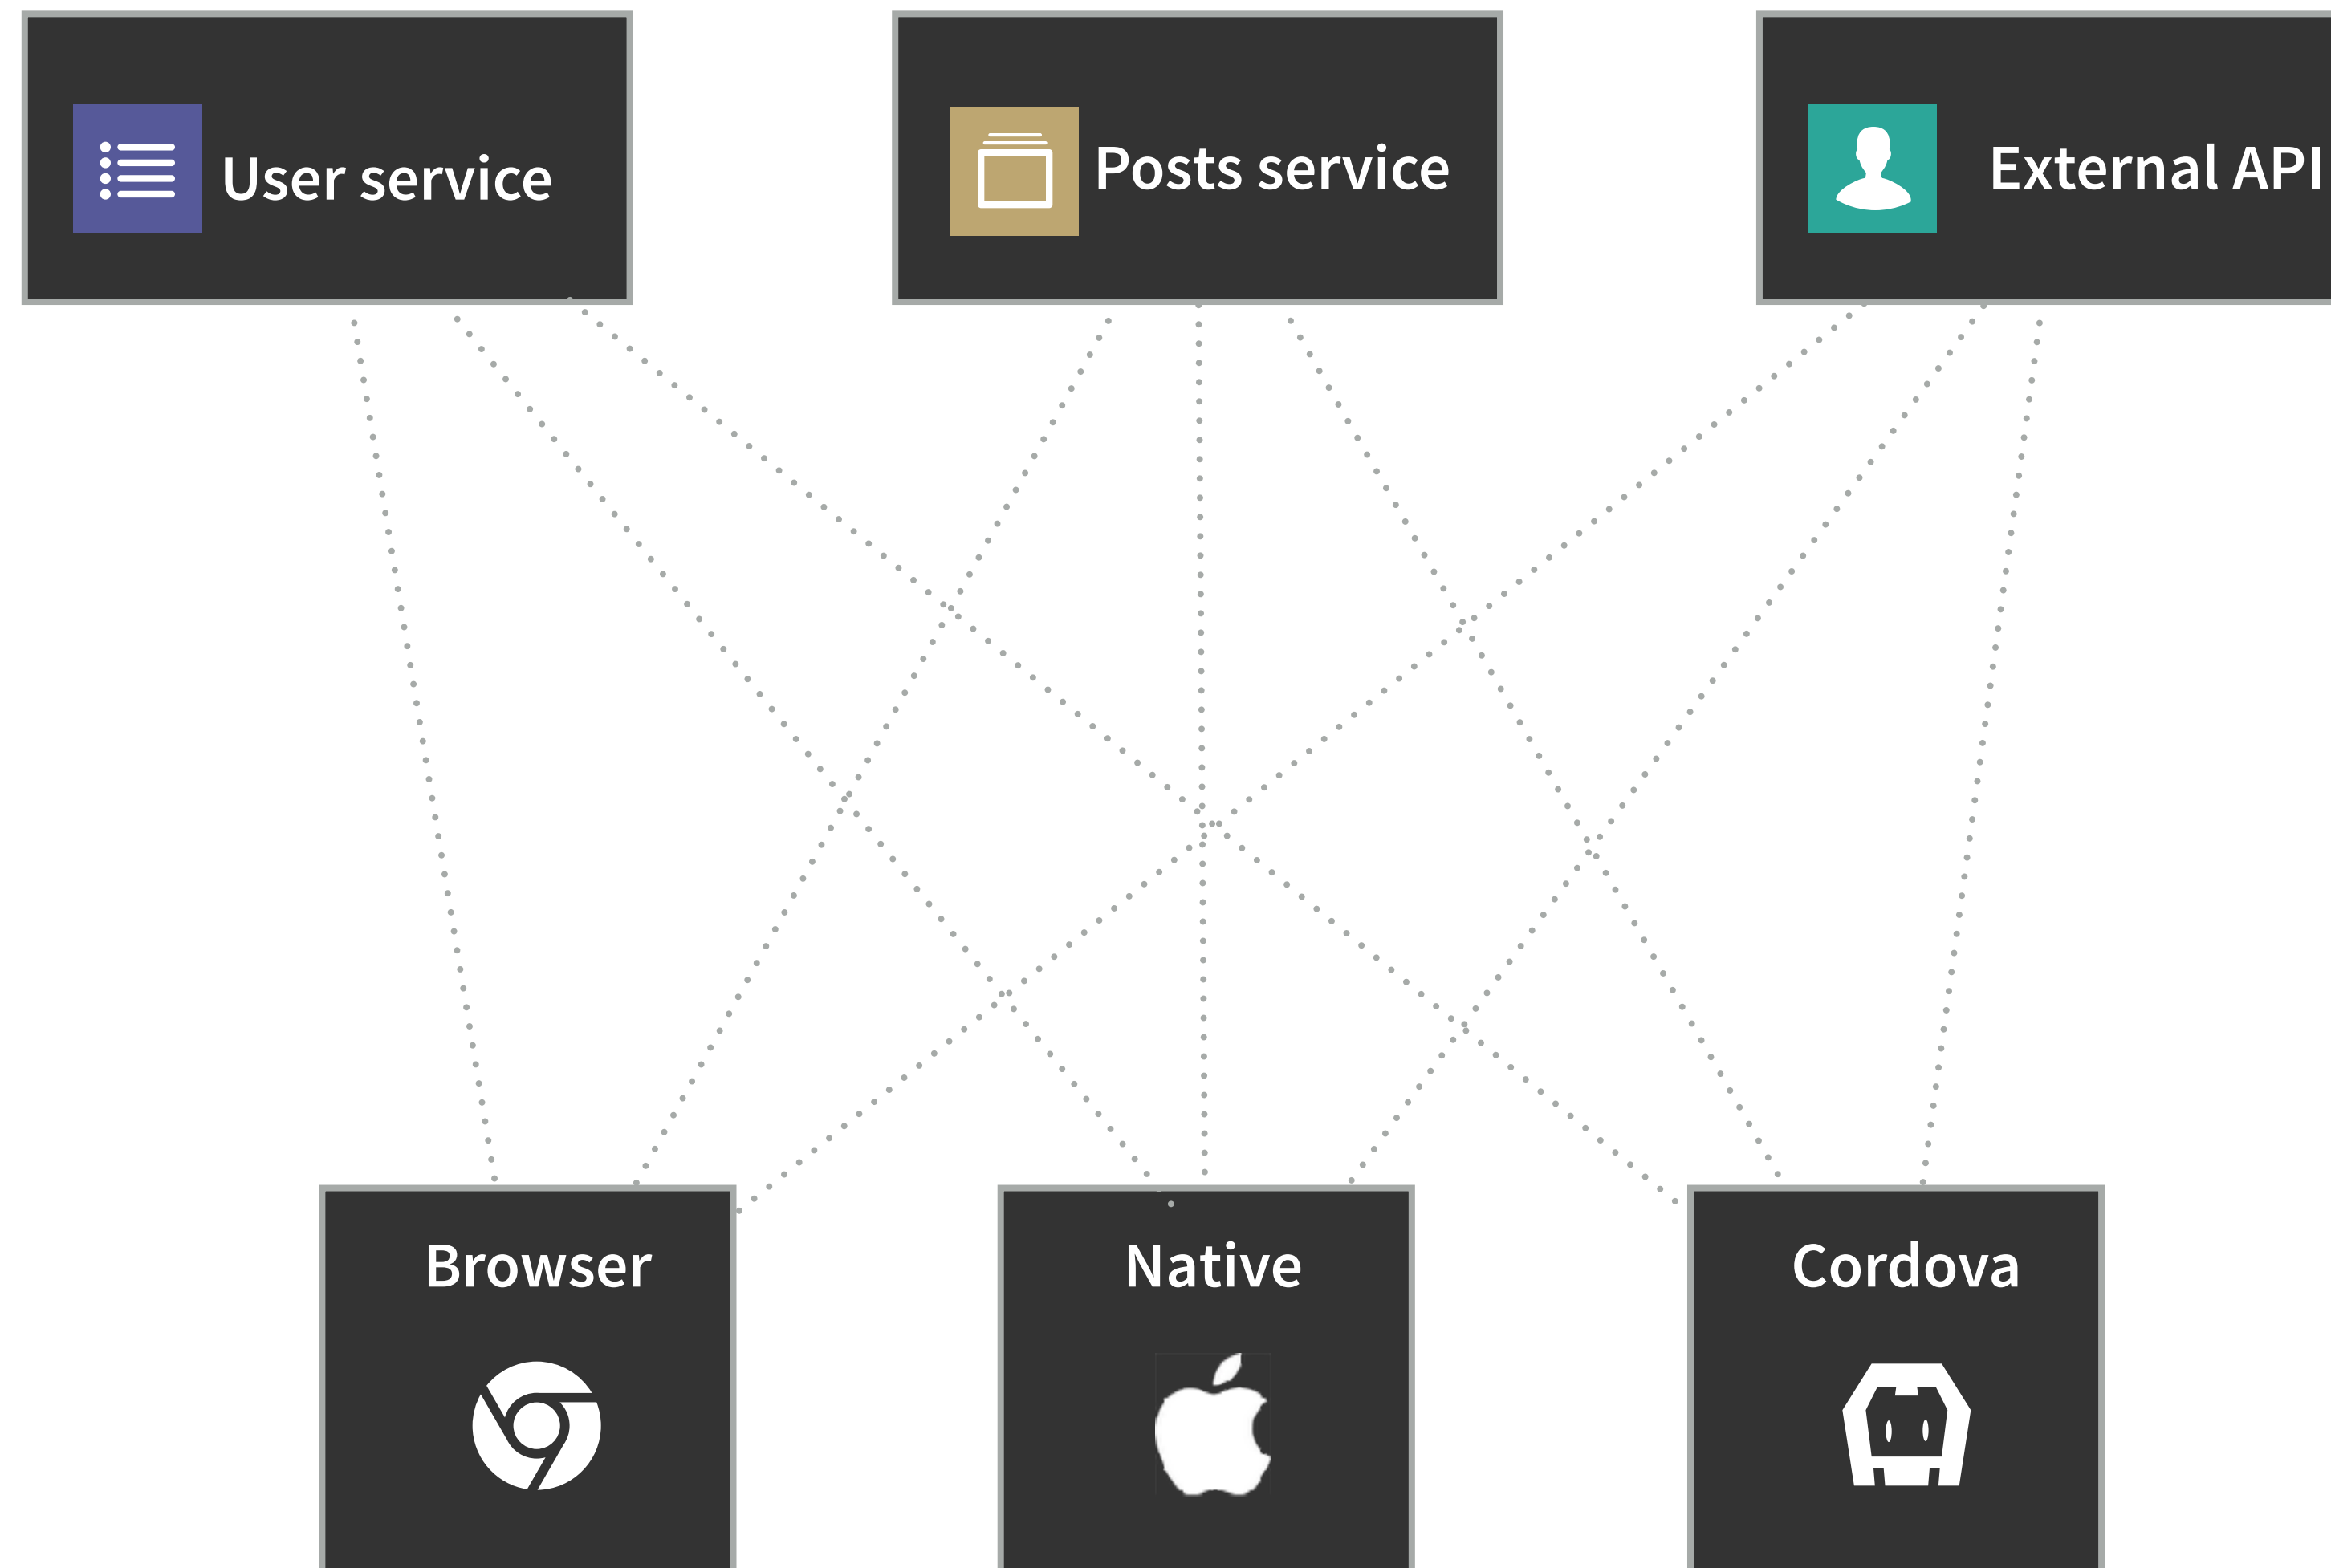 User service
Posts service
External API
Browser
Native
Cordova